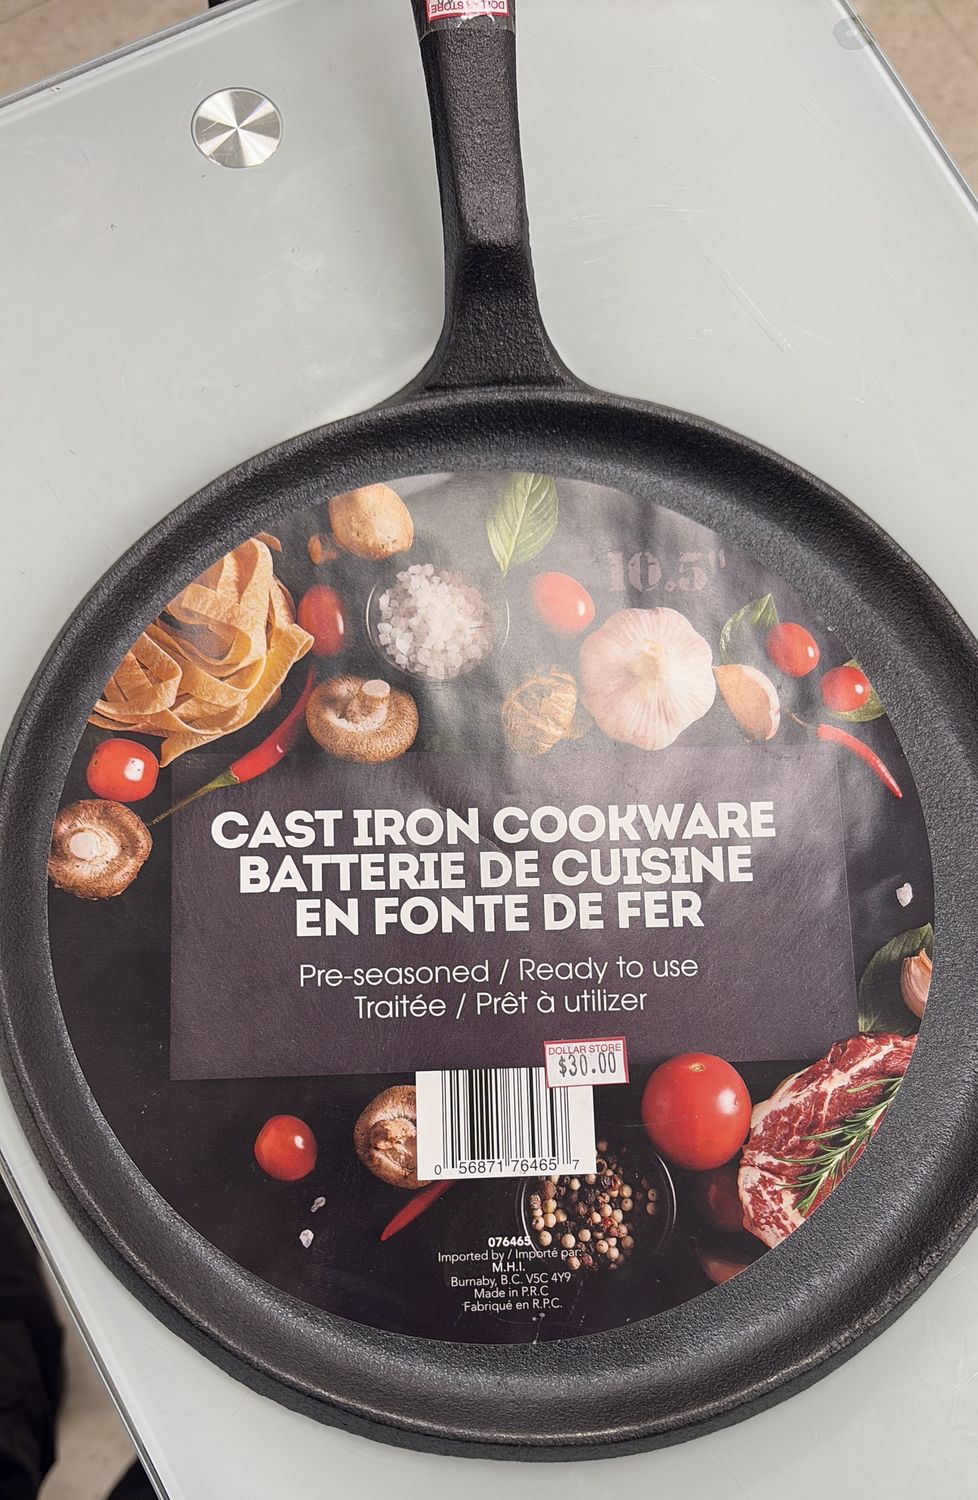 DOLLAR STORE
10.5"
CAST IRON COOKWARE
BATTERIE DE CUISINE
EN FONTE DE FER
Pre-seasoned / Ready to use
Traitée / Prêt à utilizer
DOLLAR STORE
$30.00
0 56871 76465 7
076465
Imported by / Importé par:
M.H.I.
Burnaby, B.C. V5C 4Y9
Made in P.R.C
Fabriqué en R.P.C.